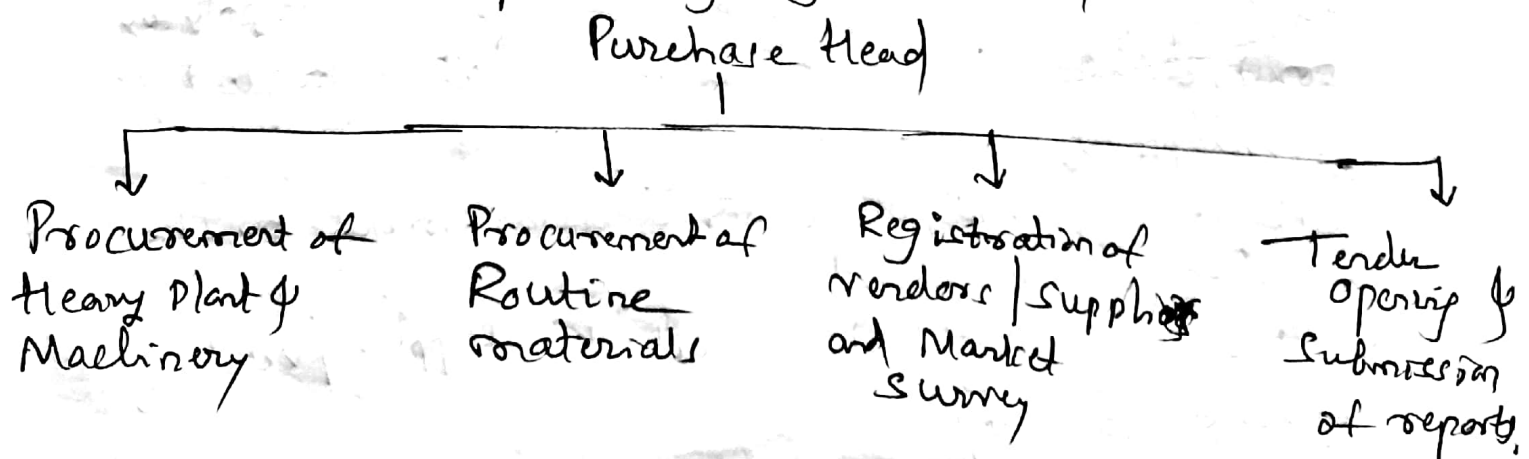 Purchase Head
Procurement of
Heavy Plant &
Machinery
Procurement of
Routine
materials
Registration of
vendors / Suppliers
and Market
survey
Tender
opening &
submission
of reports.